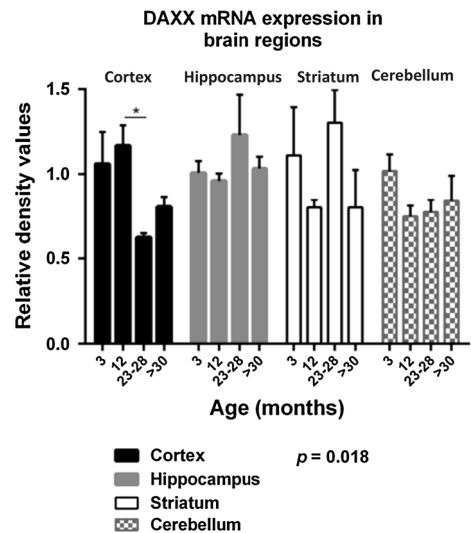 DAXX mRNA expression in
brain regions
Cortex Hippocampus Striatum Cerebellum
*
1.5
1.0
0.5
0.0
Relative density values
3 12 23-28 >30 3 12 23-28 >30 3 12 23-28 >30 3 12 23-28 >30
Age (months)
Cortex p = 0.018
Hippocampus
Striatum
Cerebellum